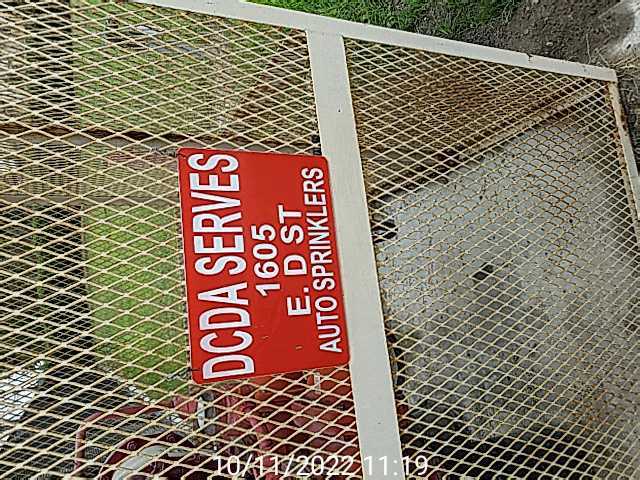 DCDA SERVES
1605
E. D ST
AUTO SPRINKLERS
10/11/2022 11:19